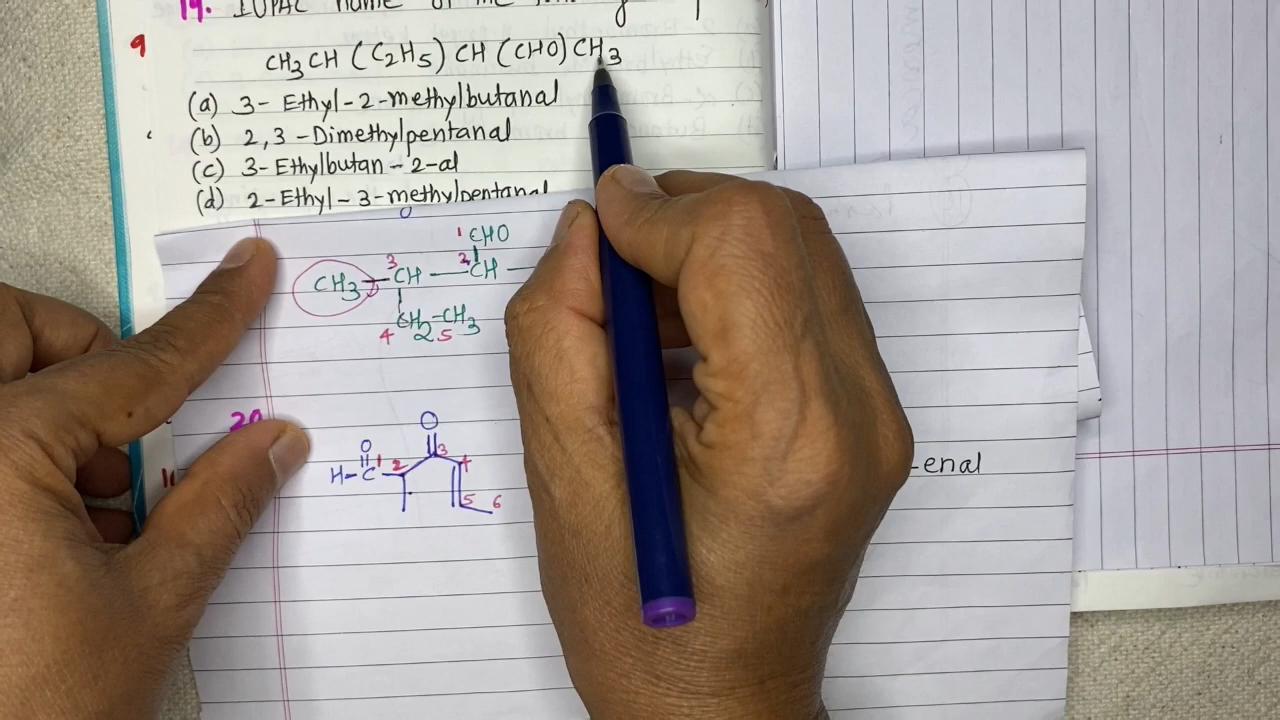 19. IUPAC name of the
9
CH3CH (C2H5) CH (CHO) CH3
(a) 3- Ethyl-2-methylbutanal
(b) 2,3-Dimethylpentanal
(c) 3-Ethylbutan-2-al
(d) 2-Ethyl-3-methylpentanal
1 CHO
CH3 - 3 CH - 2 CH -
4 CH2-CH3 5
20
O
H-C 1 2 3 4 5 6
O
-enal